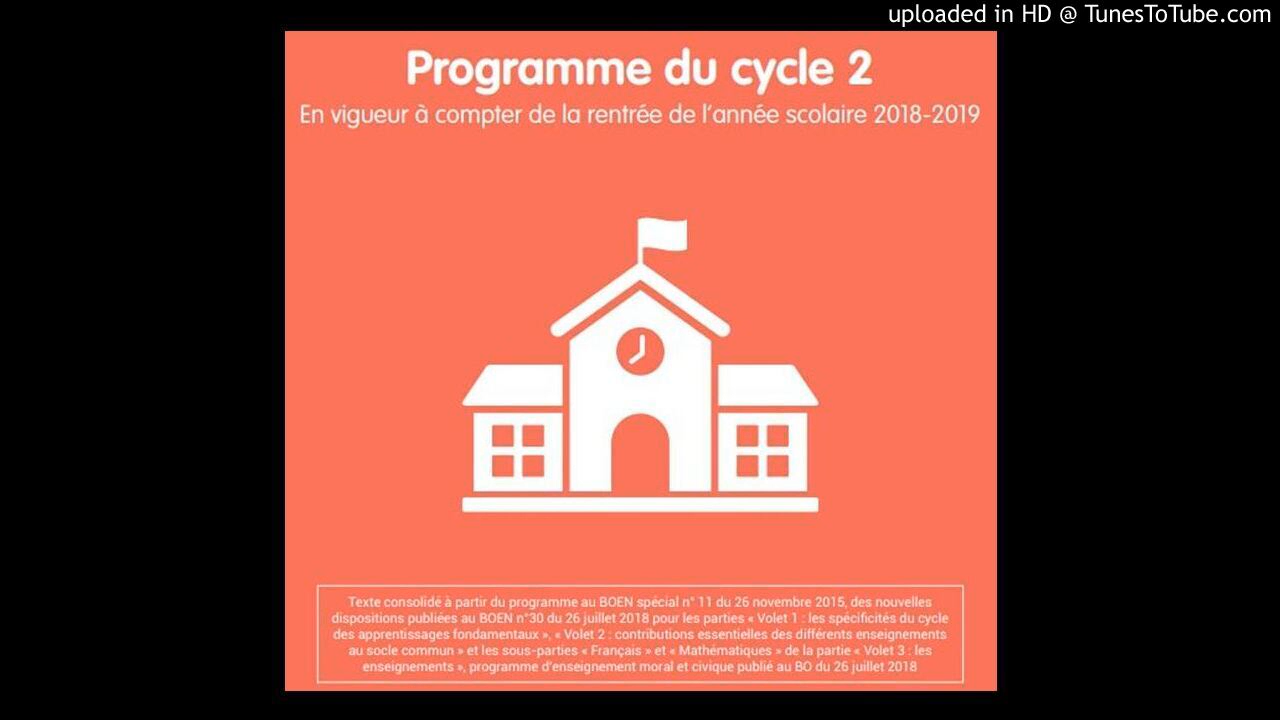 uploaded in HD @ TunesToTube.com
Programme du cycle 2
En vigueur à compter de la rentrée de l'année scolaire 2018-2019
Texte consolidé à partir du programme au BOEN spécial n° 11 du 26 novembre 2015, des nouvelles
dispositions publiées au BOEN n°30 du 26 juillet 2018 pour les parties « Volet 1 : les spécificités du cycle
des apprentissages fondamentaux », « Volet 2 : contributions essentielles des différents enseignements
au socle commun » et les sous-parties « Français » et « Mathématiques » de la partie « Volet 3 : les
enseignements », programme d'enseignement moral et civique publié au BO du 26 juillet 2018